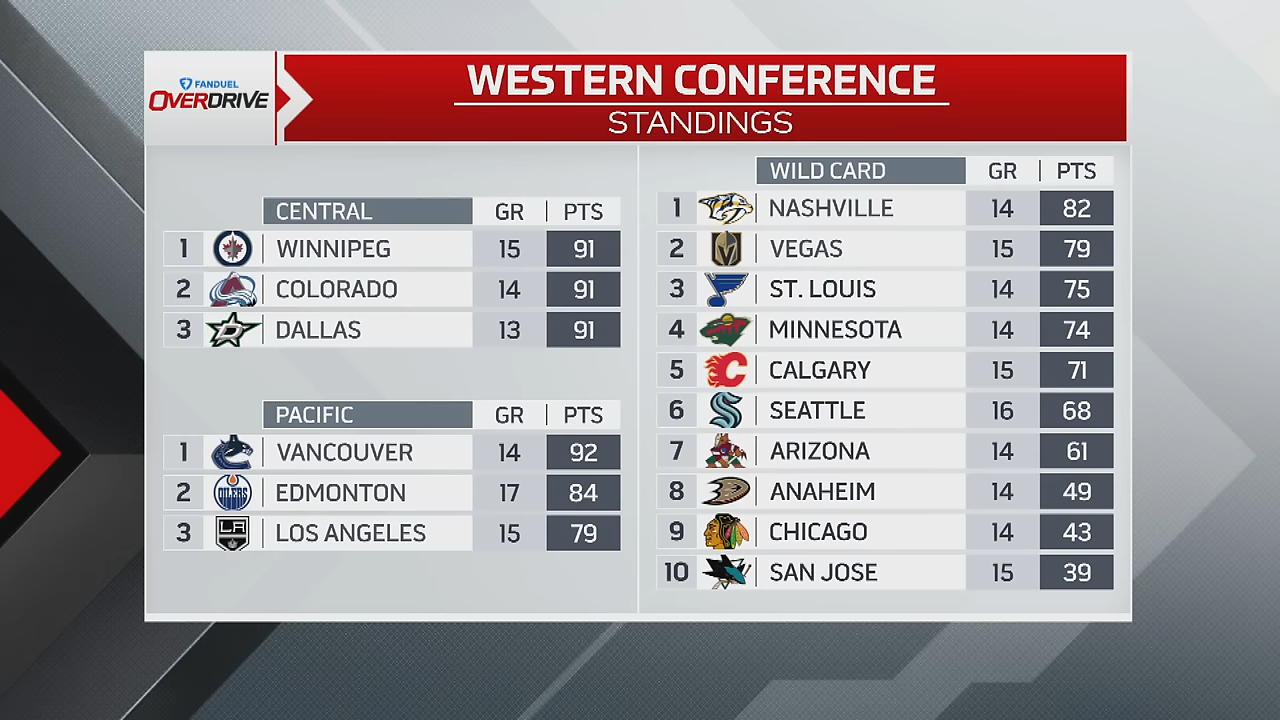 FANDUEL
OVERDRIVE
WESTERN CONFERENCE
STANDINGS
CENTRAL GR PTS
1 WINNIPEG 15 91
2 COLORADO 14 91
3 DALLAS 13 91
PACIFIC GR PTS
1 VANCOUVER 14 92
2 EDMONTON 17 84
OILERS
3 LOS ANGELES 15 79
LA
WILD CARD GR PTS
1 NASHVILLE 14 82
2 VEGAS 15 79
3 ST. LOUIS 14 75
4 MINNESOTA 14 74
5 CALGARY 15 71
C
6 SEATTLE 16 68
7 ARIZONA 14 61
8 ANAHEIM 14 49
9 CHICAGO 14 43
10 SAN JOSE 15 39